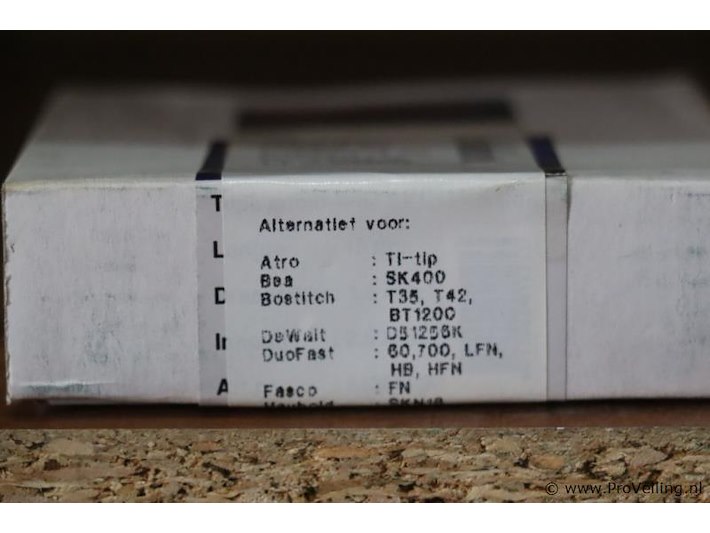 Alternatief voor:
Atro : TI-tip
Bea : SK400
Bostitch : T35, T42,
BT1200
DeWalt : D51256K
DuoFast : 60,700, LFN,
HB, HFN
Fasco : FN
T
L
D
In
A
© www.ProVeiling.nl